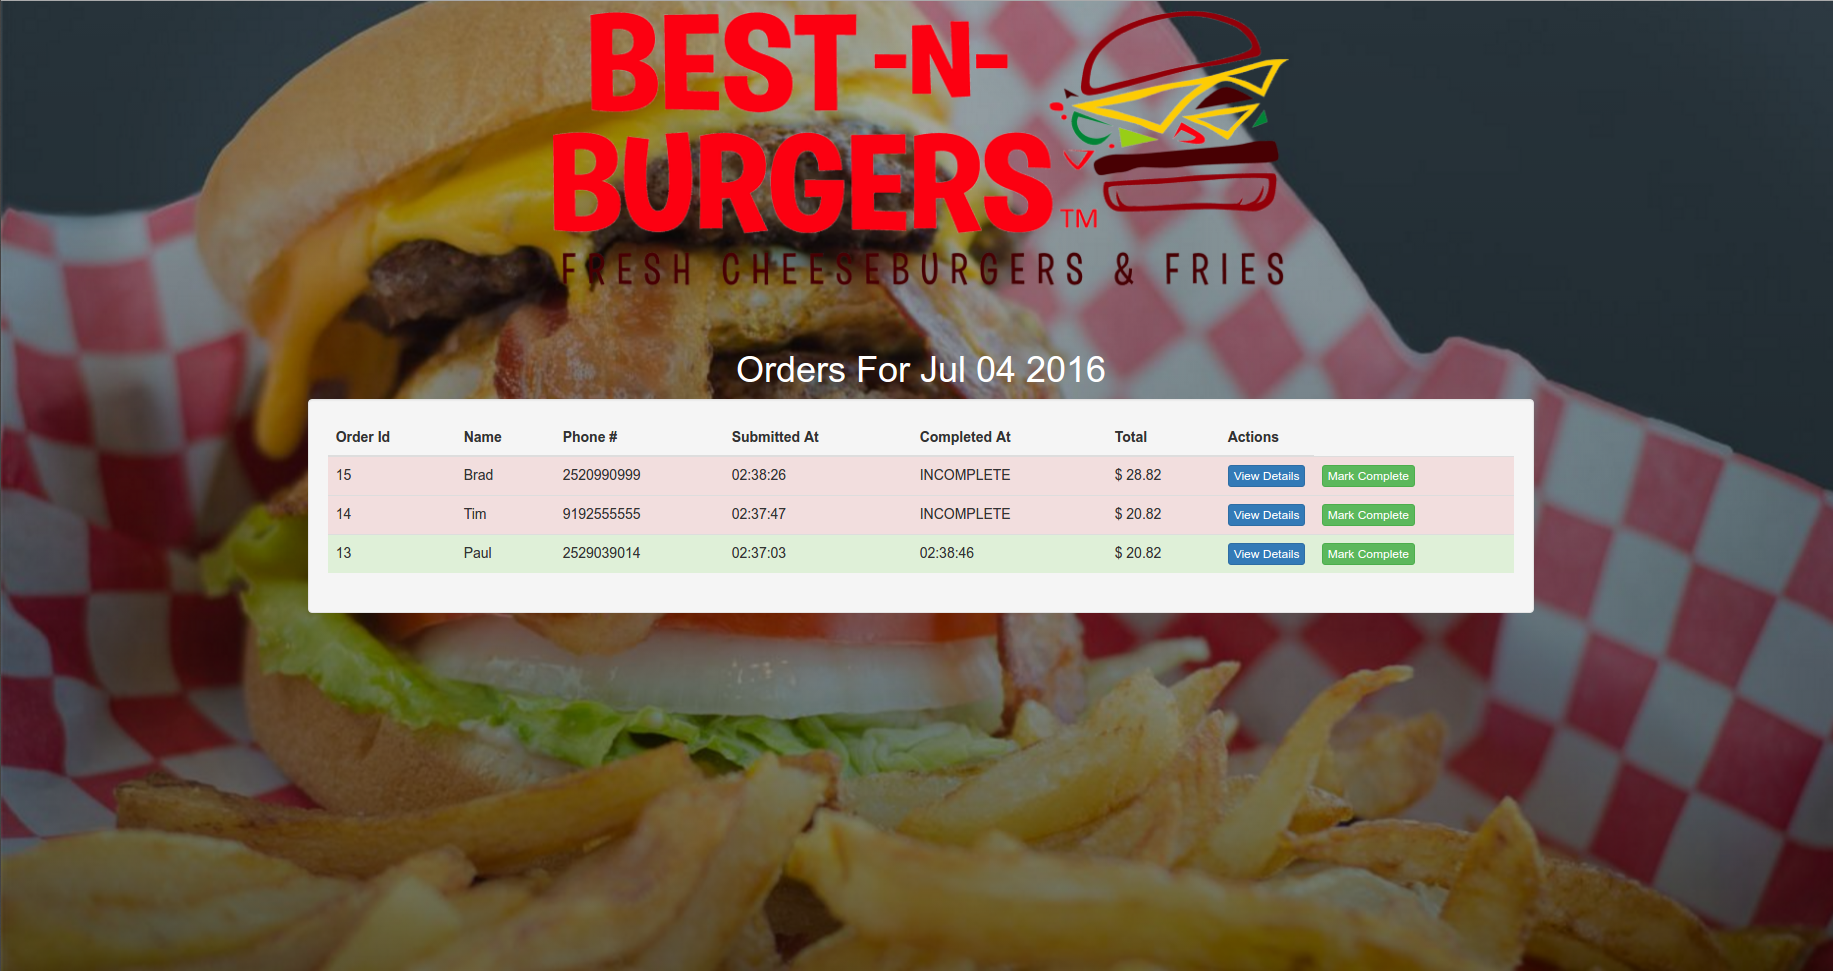 BEST -N-
BURGERS TM
FRESH CHEESEBURGERS & FRIES
Orders For Jul 04 2016
Order Id Name Phone # Submitted At Completed At Total Actions
15 Brad 2520990999 02:38:26 INCOMPLETE $ 28.82 View Details Mark Complete
14 Tim 9192555555 02:37:47 INCOMPLETE $ 20.82 View Details Mark Complete
13 Paul 2529039014 02:37:03 02:38:46 $ 20.82 View Details Mark Complete